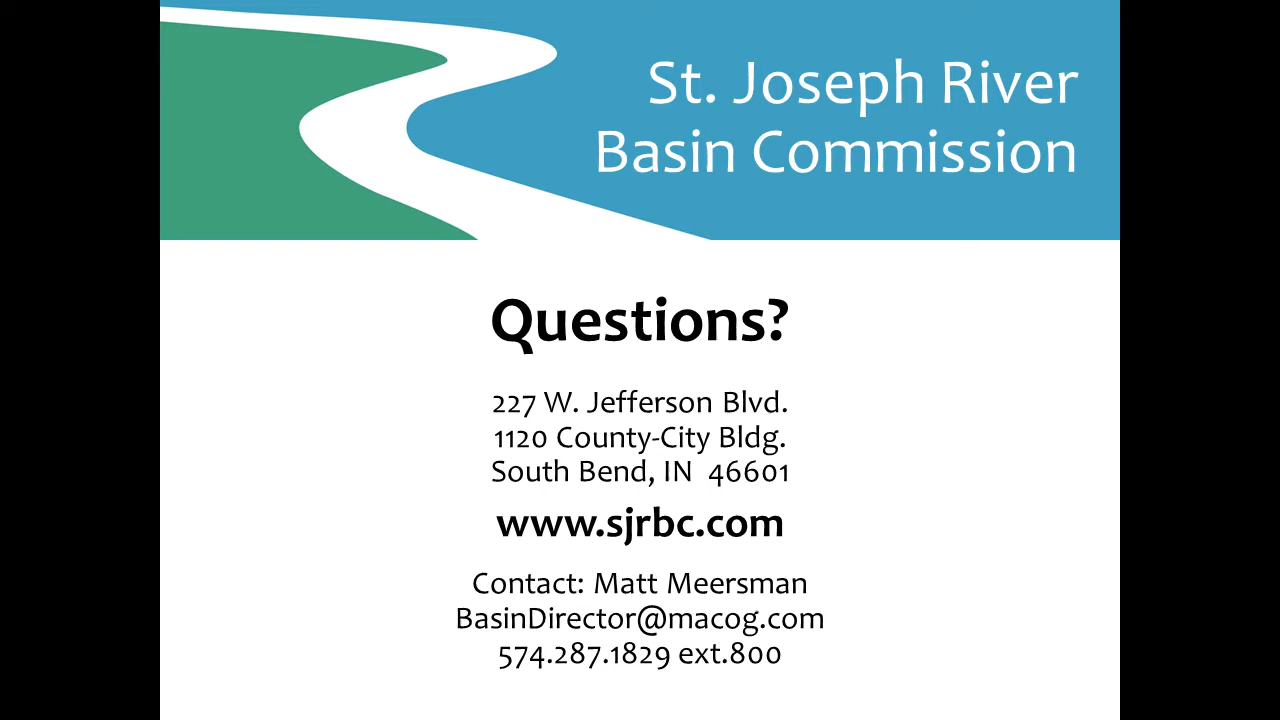 St. Joseph River
Basin Commission
Questions?
227 W. Jefferson Blvd.
1120 County-City Bldg.
South Bend, IN  46601
www.sjrbc.com
Contact: Matt Meersman
BasinDirector@macog.com
574.287.1829 ext.800